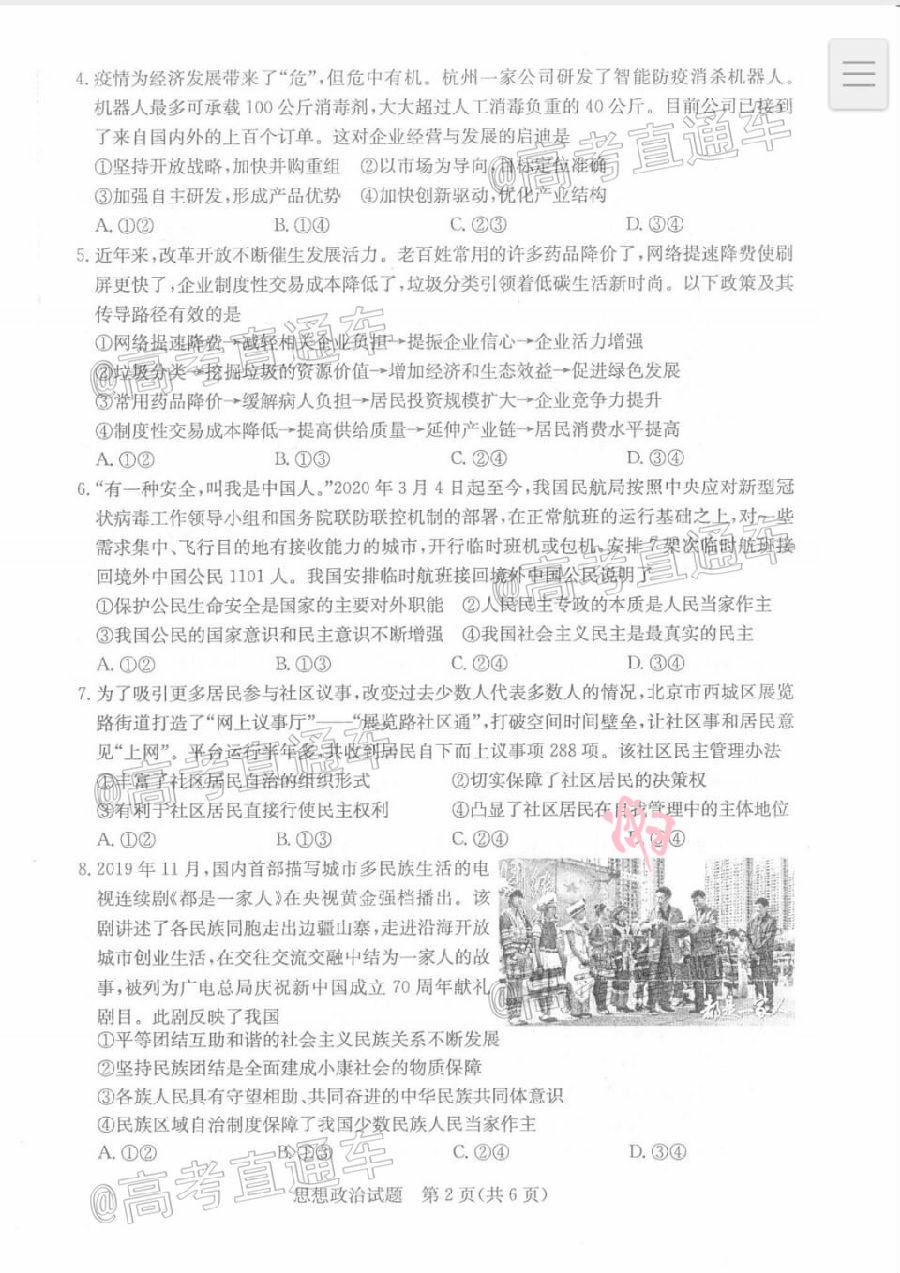 4. 疫情为经济发展带来了“危”,但危中有机。杭州一家公司研发了智能防疫消杀机器人。
机器人最多可承载 100 公斤消毒剂,大大超过人工消毒负重的 40 公斤。目前公司已接到
了来自国内外的上百个订单。这对企业经营与发展的启迪是
①坚持开放战略,加快并购重组 ②以市场为导向,目标定位准确
③加强自主研发,形成产品优势 ④加快创新驱动,优化产业结构
A. ①② B. ①④ C. ②③ D. ③④
5. 近年来,改革开放不断催生发展活力。老百姓常用的许多药品降价了,网络提速降费使刷
屏更快了,企业制度性交易成本降低了,垃圾分类引领着低碳生活新时尚。以下政策及其
传导路径有效的是
①网络提速降费→减轻相关企业负担→提振企业信心→企业活力增强
②垃圾分类→挖掘垃圾的资源价值→增加经济和生态效益→促进绿色发展
③常用药品降价→缓解病人负担→居民投资规模扩大→企业竞争力提升
④制度性交易成本降低→提高供给质量→延伸产业链→居民消费水平提高
A. ①② B. ①③ C. ②④ D. ③④
6. “有一种安全,叫我是中国人。”2020 年 3 月 4 日起至今,我国民航局按照中央应对新型冠
状病毒工作领导小组和国务院联防联控机制的部署,在正常航班的运行基础之上,对一些
需求集中、飞行目的地有接收能力的城市,开行临时班机或包机、安排 7 架次临时航班接
回境外中国公民 1101 人。我国安排临时航班接回境外中国公民说明了
①保护公民生命安全是国家的主要对外职能 ②人民民主专政的本质是人民当家作主
③我国公民的国家意识和民主意识不断增强 ④我国社会主义民主是最真实的民主
A. ①② B. ①③ C. ②④ D. ③④
7. 为了吸引更多居民参与社区议事,改变过去少数人代表多数人的情况,北京市西城区展览
路街道打造了“网上议事厅”——“展览路社区通”,打破空间时间壁垒,让社区事和居民意
见“上网”。平台运行半年多,共收到居民自下而上议事项 288 项。该社区民主管理办法
①丰富了社区居民自治的组织形式 ②切实保障了社区居民的决策权
③有利于社区居民直接行使民主权利 ④凸显了社区居民在自我管理中的主体地位
A. ①② B. ①③ C. ②④ D. ③④
8. 2019 年 11 月,国内首部描写城市多民族生活的电
视连续剧《都是一家人》在央视黄金强档播出。该
剧讲述了各民族同胞走出边疆山寨,走进沿海开放
城市创业生活,在交往交流交融中结为一家人的故
事,被列为广电总局庆祝新中国成立 70 周年献礼
剧目。此剧反映了我国
都是一家人
①平等团结互助和谐的社会主义民族关系不断发展
②坚持民族团结是全面建成小康社会的物质保障
③各族人民具有守望相助、共同奋进的中华民族共同体意识
④民族区域自治制度保障了我国少数民族人民当家作主
A. ①② B. ①③ C. ②④ D. ③④
思想政治试题 第 2 页(共 6 页)
@高考直通车
@高考直通车
@高考直通车
@高考直通车
@高考直通车
@高考直通车